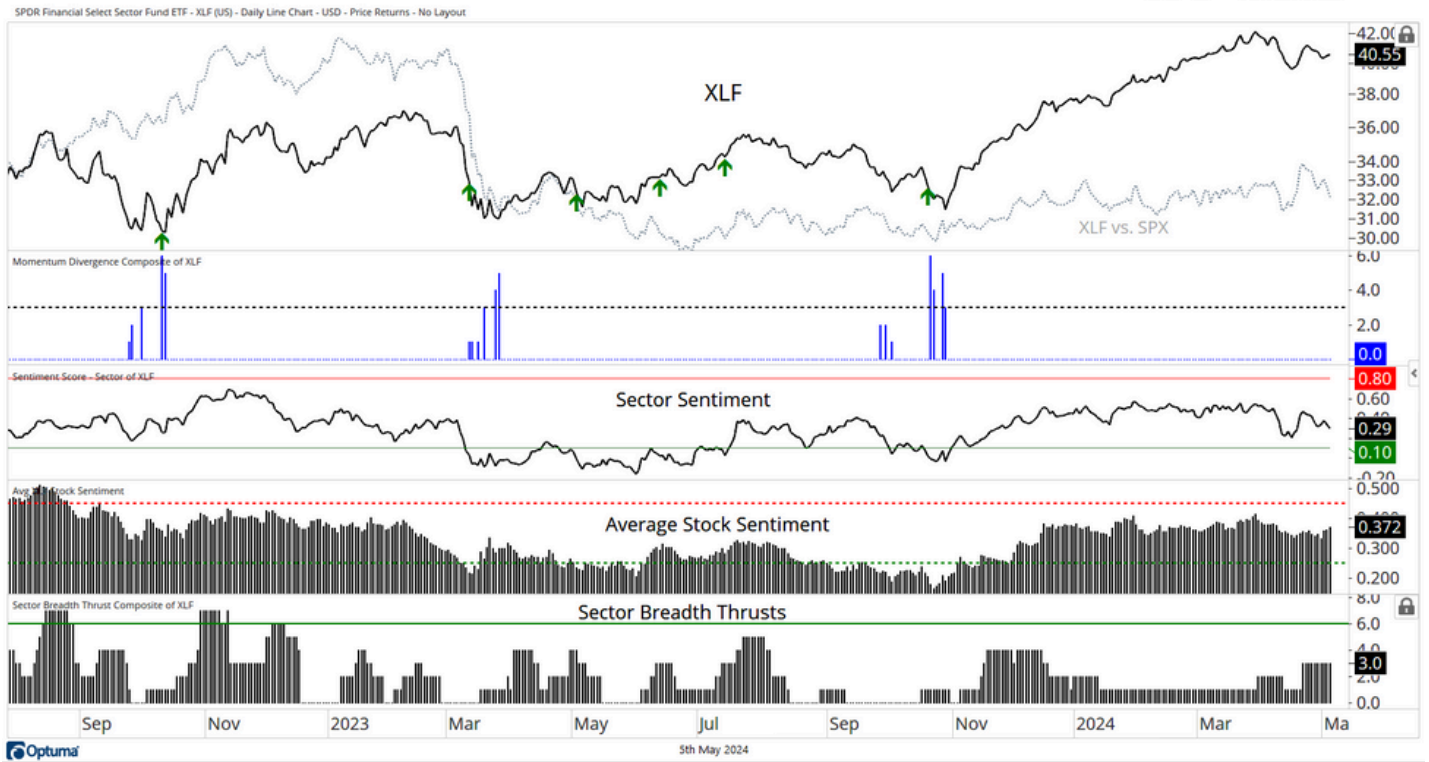 SPDR Financial Select Sector Fund ETF - XLF (US) - Daily Line Chart - USD - Price Returns - No Layout
42.00
40.55
38.00
36.00
34.00
33.00
32.00
31.00
30.00
XLF
XLF vs. SPX
Momentum Divergence Composite of XLF
6.0
4.0
2.0
0.0
Sentiment Score - Sector of XLF
Sector Sentiment
0.80
0.60
0.29
0.10
-0.20
Stock Sentiment
Average Stock Sentiment
0.500
0.372
0.300
0.200
Sector Breadth Thrust Composite of XLF
Sector Breadth Thrusts
8.0
6.0
4.0
3.0
2.0
0.0
Sep Nov 2023 Mar May Jul Sep Nov 2024 Mar Ma
Optuma
5th May 2024